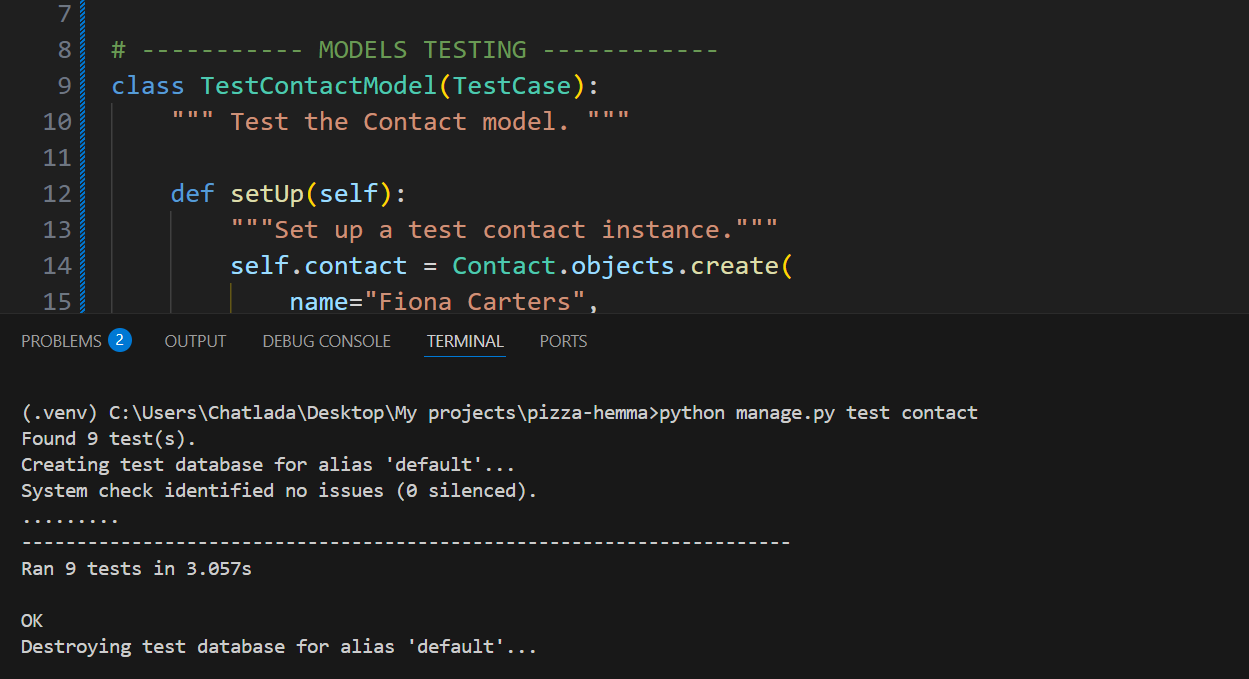 7
8 # ----------- MODELS TESTING ------------
9 class TestContactModel(TestCase):
10 """ Test the Contact model. """
11
12 def setUp(self):
13 """Set up a test contact instance."""
14 self.contact = Contact.objects.create(
15 name="Fiona Carters",
PROBLEMS 2 OUTPUT DEBUG CONSOLE TERMINAL PORTS
(.venv) C:\Users\Chatlada\Desktop\My projects\pizza-hemma>python manage.py test contact
Found 9 test(s).
Creating test database for alias 'default'...
System check identified no issues (0 silenced).
.........
----------------------------------------------------------------------
Ran 9 tests in 3.057s
OK
Destroying test database for alias 'default'...